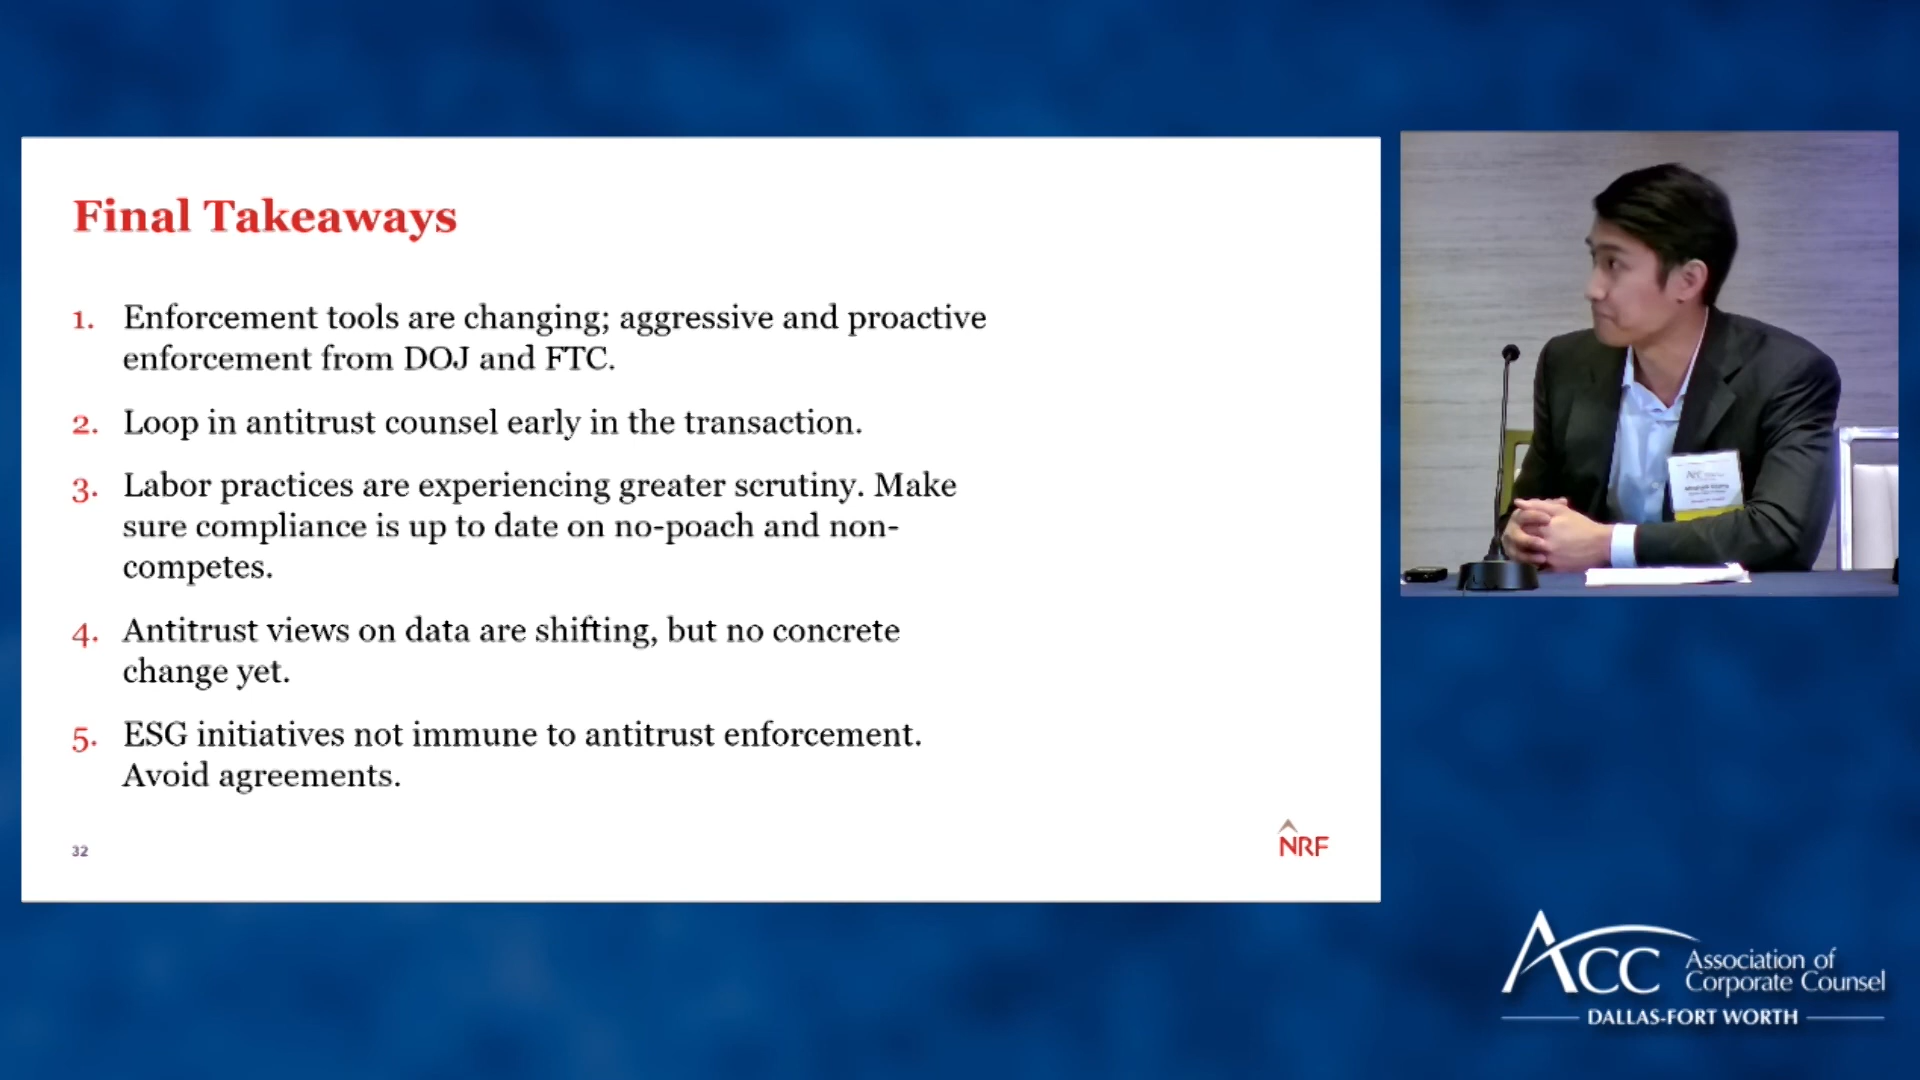 Final Takeaways
1. Enforcement tools are changing; aggressive and proactive
enforcement from DOJ and FTC.
2. Loop in antitrust counsel early in the transaction.
3. Labor practices are experiencing greater scrutiny. Make
sure compliance is up to date on no-poach and non-
competes.
4. Antitrust views on data are shifting, but no concrete
change yet.
5. ESG initiatives not immune to antitrust enforcement.
Avoid agreements.
32
NRF
ACC
ACC Association of
Corporate Counsel
DALLAS-FORT WORTH